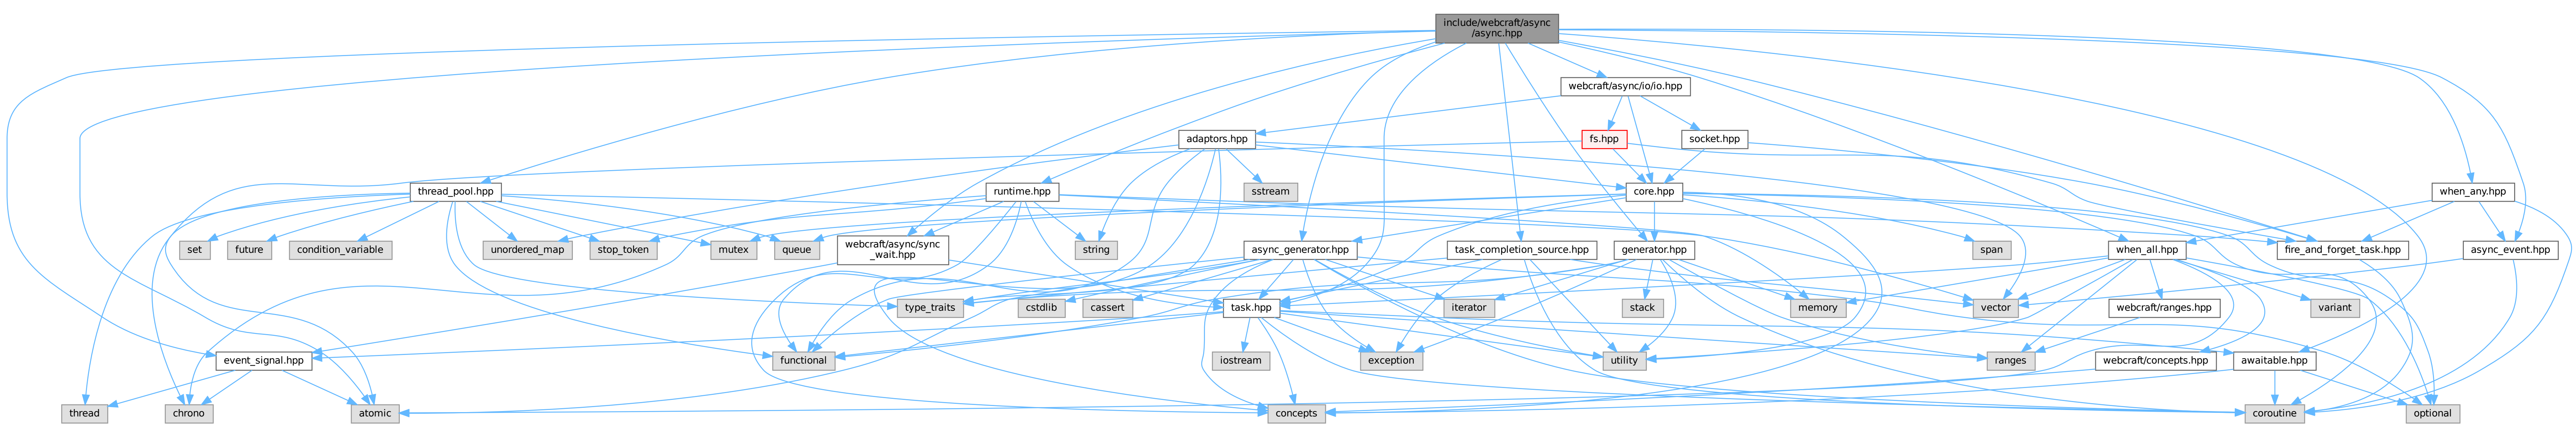 include/webcraft/async
/async.hpp
webcraft/async/io/io.hpp
adaptors.hpp
fs.hpp
socket.hpp
thread_pool.hpp
runtime.hpp
sstream
core.hpp
when_any.hpp
set
future
condition_variable
unordered_map
stop_token
mutex
queue
webcraft/async/sync
_wait.hpp
string
async_generator.hpp
task_completion_source.hpp
generator.hpp
span
when_all.hpp
fire_and_forget_task.hpp
async_event.hpp
type_traits
cstdlib
cassert
task.hpp
iterator
stack
memory
vector
webcraft/ranges.hpp
variant
event_signal.hpp
functional
iostream
exception
utility
ranges
webcraft/concepts.hpp
awaitable.hpp
thread
chrono
atomic
concepts
coroutine
optional